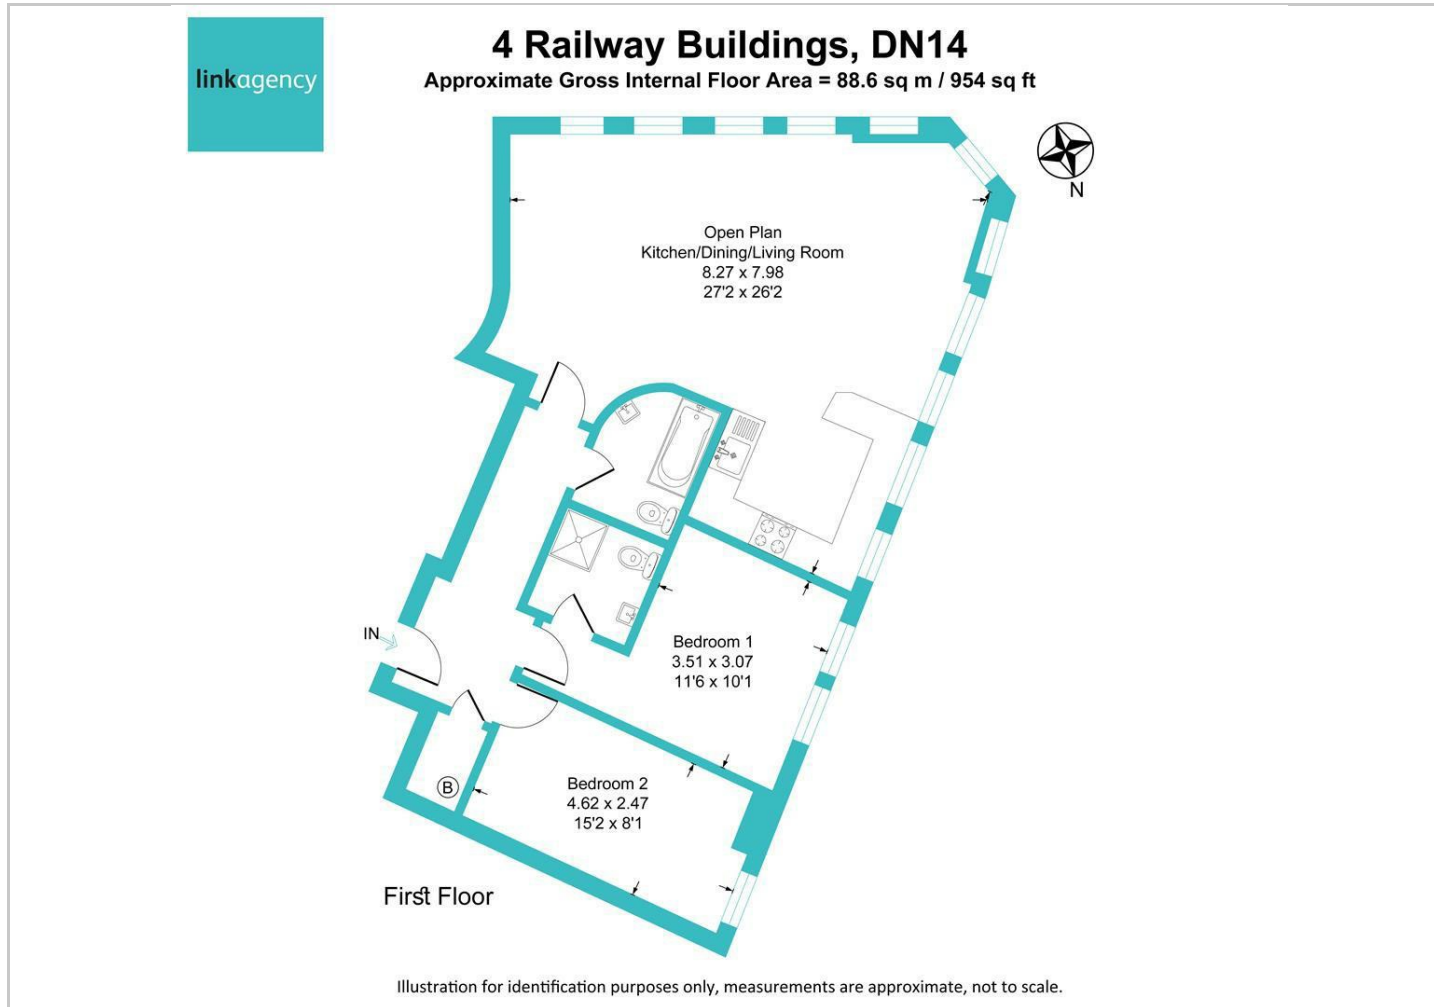 linkagency
4 Railway Buildings, DN14
Approximate Gross Internal Floor Area = 88.6 sq m / 954 sq ft
N
Open Plan
Kitchen/Dining/Living Room
8.27 x 7.98
27'2 x 26'2
IN
Bedroom 1
3.51 x 3.07
11'6 x 10'1
Bedroom 2
4.62 x 2.47
15'2 x 8'1
B
First Floor
Illustration for identification purposes only, measurements are approximate, not to scale.